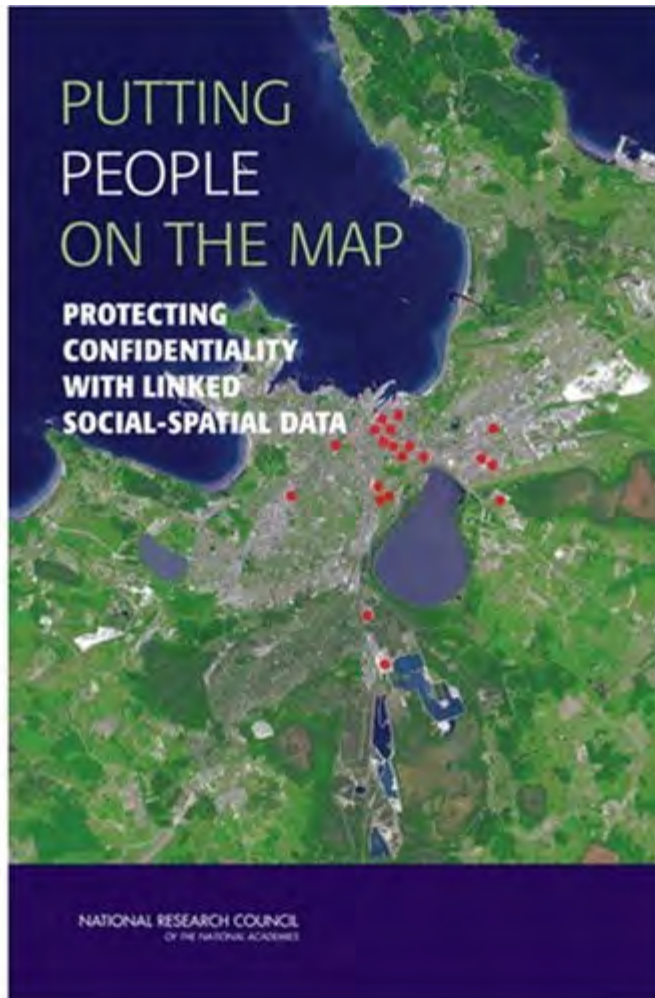 PUTTING
PEOPLE
ON THE MAP
PROTECTING
CONFIDENTIALITY
WITH LINKED
SOCIAL-SPATIAL DATA
NATIONAL RESEARCH COUNCIL
OF THE NATIONAL ACADEMIES